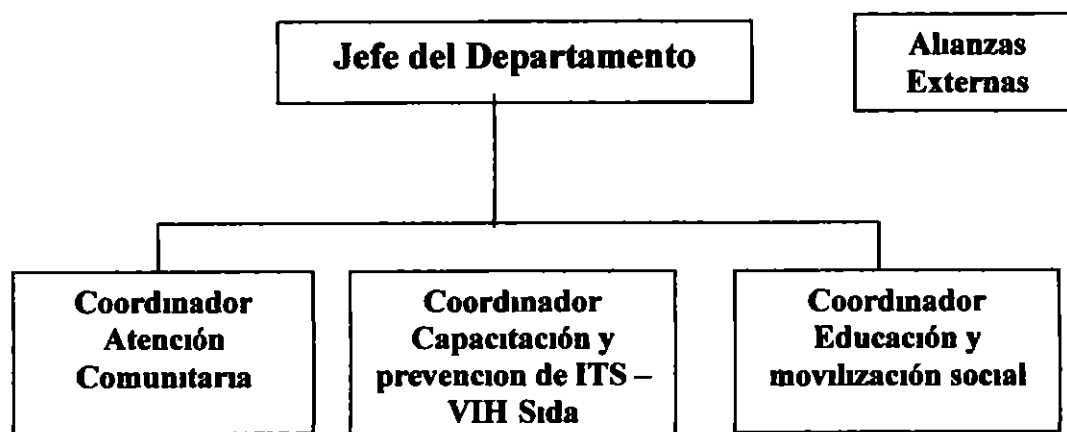 Jefe del Departamento
Alianzas
Externas
Coordinador
Atención
Comunitaria
Coordinador
Capacitación y
prevencion de ITS –
VIH Sida
Coordinador
Educación y
movilización social